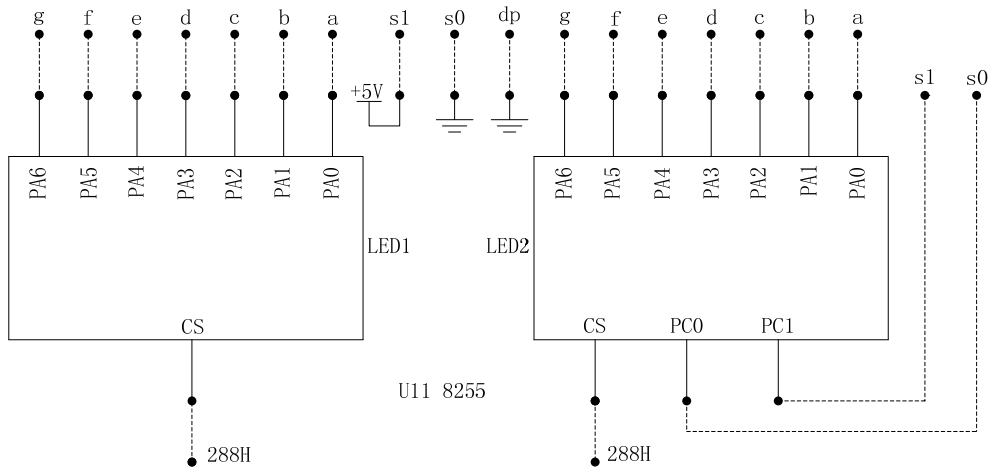 g f e d c b a s1 s0 dp g f e d c b a
s1 s0
+5V
PA6 PA5 PA4 PA3 PA2 PA1 PA0 PA6 PA5 PA4 PA3 PA2 PA1 PA0
LED1 LED2
CS CS PC0 PC1
U11 8255
288H 288H